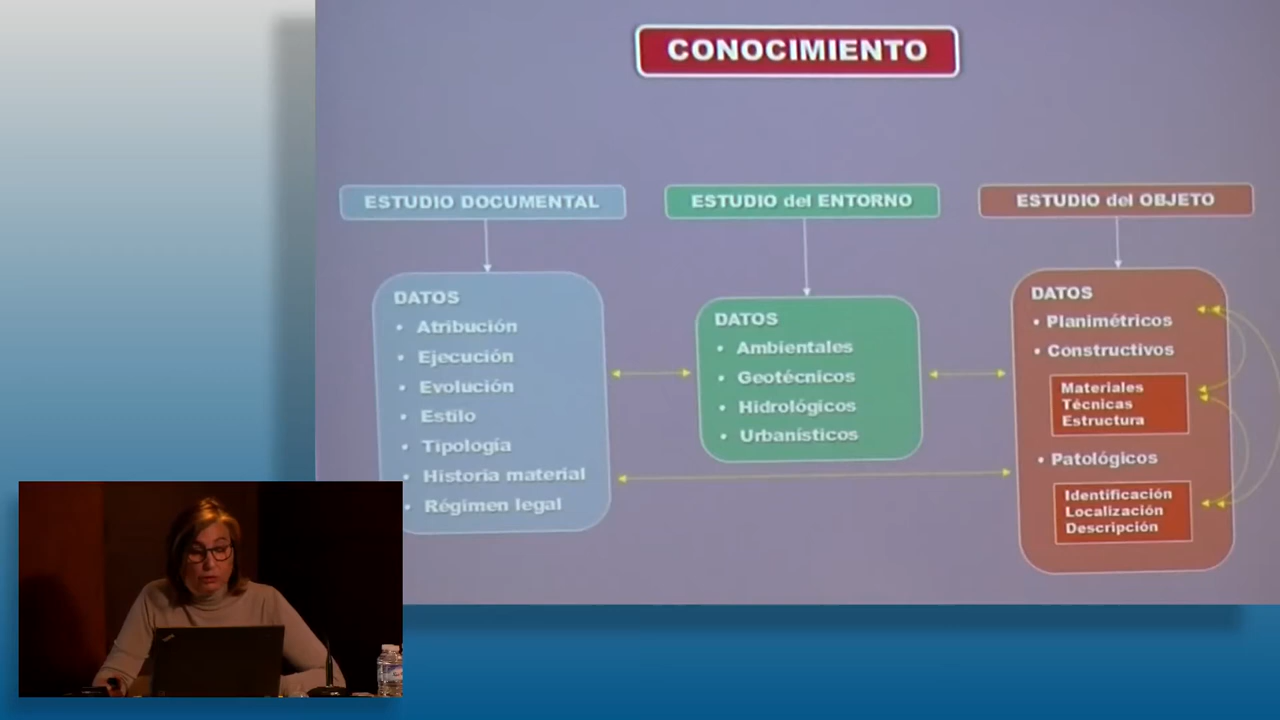 CONOCIMIENTO
ESTUDIO DOCUMENTAL
DATOS
• Atribución
• Ejecución
• Evolución
• Estilo
• Tipología
• Historia material
• Régimen legal
ESTUDIO del ENTORNO
DATOS
• Ambientales
• Geotécnicos
• Hidrológicos
• Urbanísticos
ESTUDIO del OBJETO
DATOS
• Planimétricos
• Constructivos
Materiales
Técnicas
Estructura
• Patológicos
Identificación
Localización
Descripción